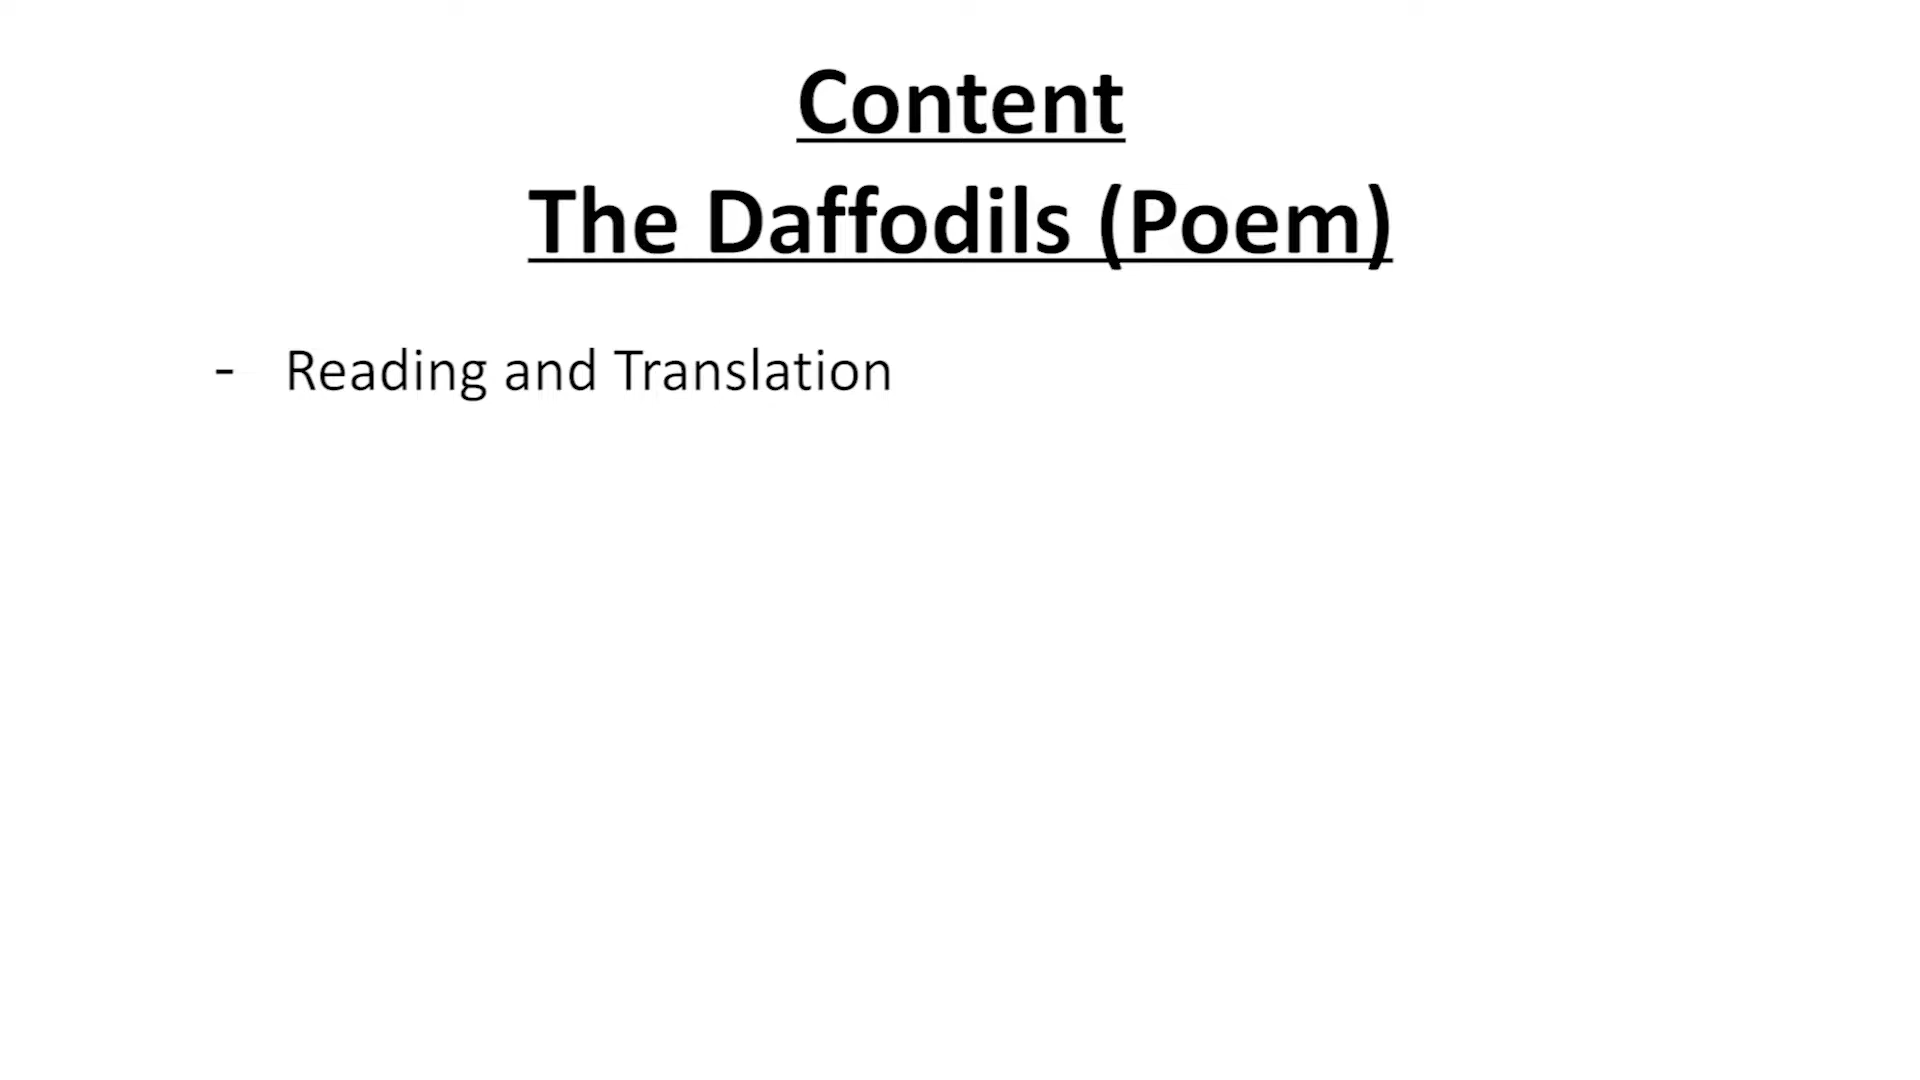 Content
The Daffodils (Poem)
- Reading and Translation